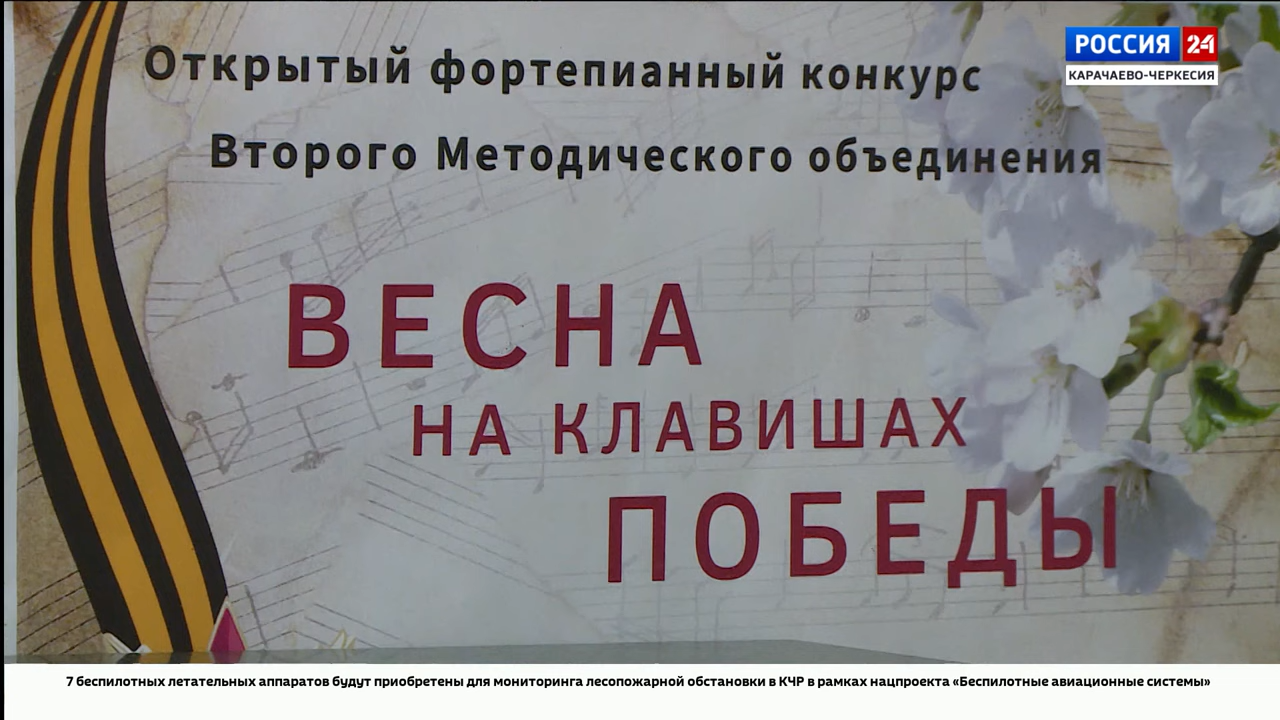 Открытый фортепианный конкурс
Второго Методического объединения
РОССИЯ 24
КАРАЧАЕВО-ЧЕРКЕСИЯ
ВЕСНА
НА КЛАВИШАХ
ПОБЕДЫ
7 беспилотных летательных аппаратов будут приобретены для мониторинга лесопожарной обстановки в КЧР в рамках нацпроекта «Беспилотные авиационные системы»